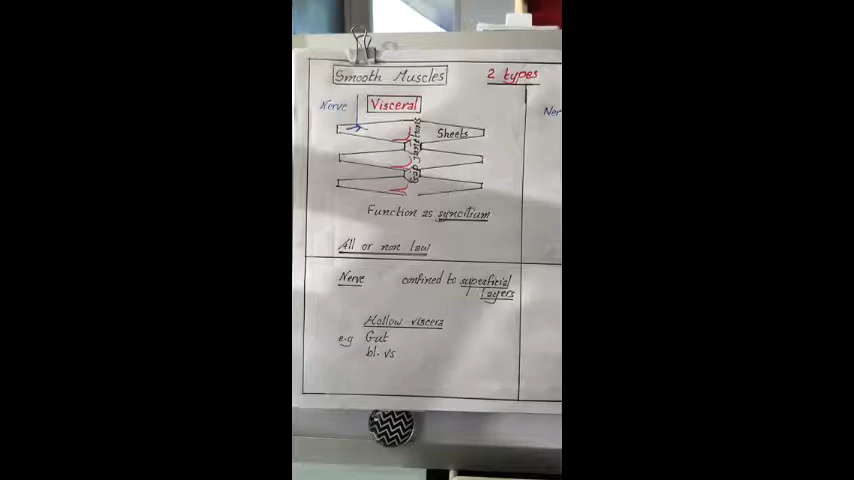 Smooth Muscles
2 types
Nerve
Visceral
Ner
Sheets
Gap junctions
Function as syncitium
All or non law
Nerve confined to superficial
layers
Hollow viscera
e.g Gut
bl. vs